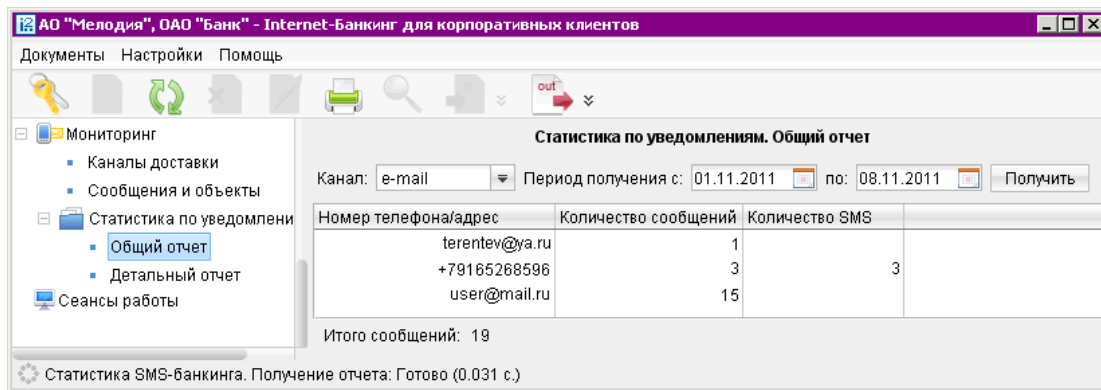 АО "Мелодия", ОАО "Банк" - Internet-Банкинг для корпоративных клиентов
Документы Настройки Помощь
out
Мониторинг
Каналы доставки
Сообщения и объекты
Статистика по уведомлени
Общий отчет
Детальный отчет
Сеансы работы
Статистика по уведомлениям. Общий отчет
Канал: e-mail Период получения с: 01.11.2011 по: 08.11.2011 Получить
Номер телефона/адрес Количество сообщений Количество SMS
terentev@ya.ru 1
+79165268596 3 3
user@mail.ru 15
Итого сообщений: 19
Статистика SMS-банкинга. Получение отчета: Готово (0.031 с.)